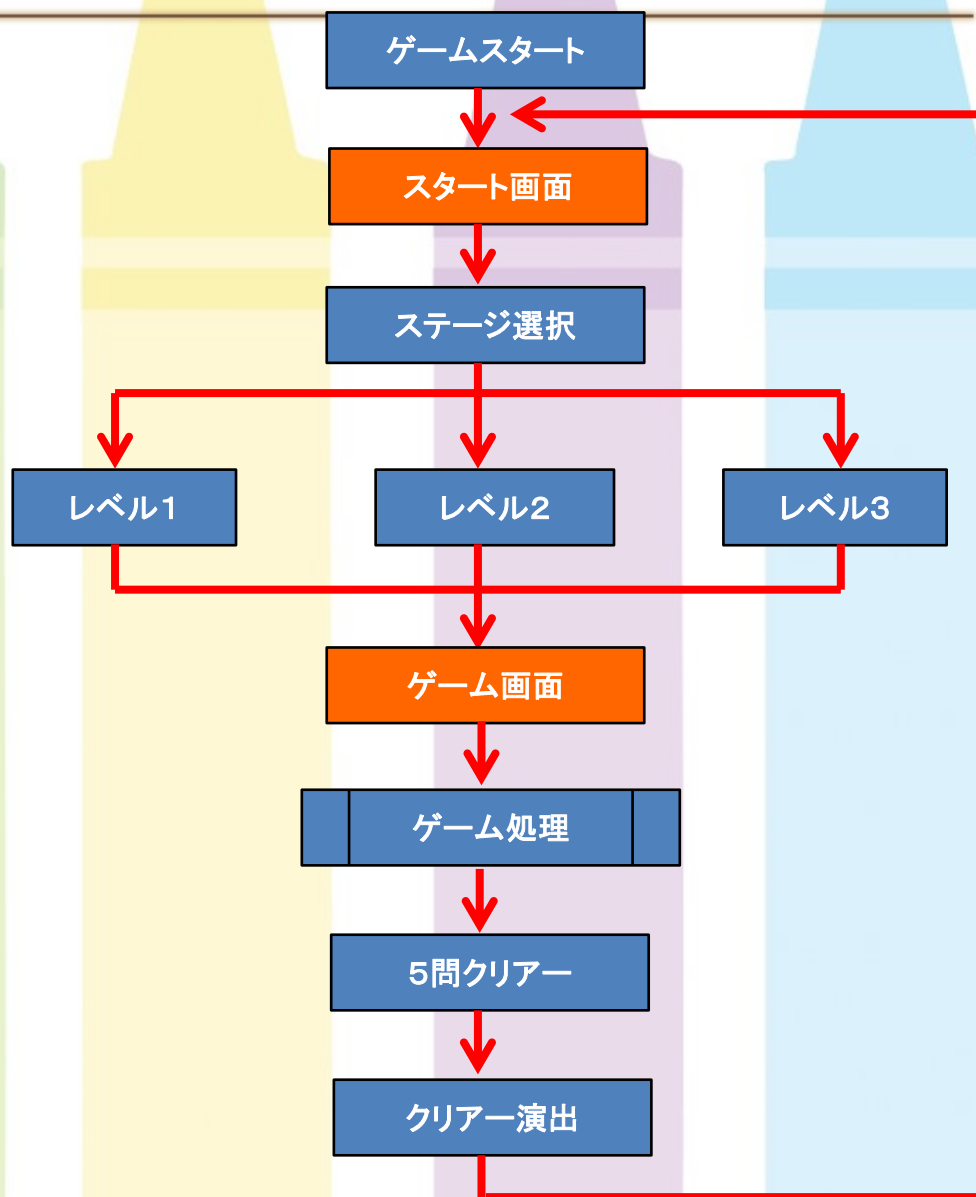 ゲームスタート
スタート画面
ステージ選択
レベル１
レベル２
レベル３
ゲーム画面
ゲーム処理
５問クリアー
クリアー演出